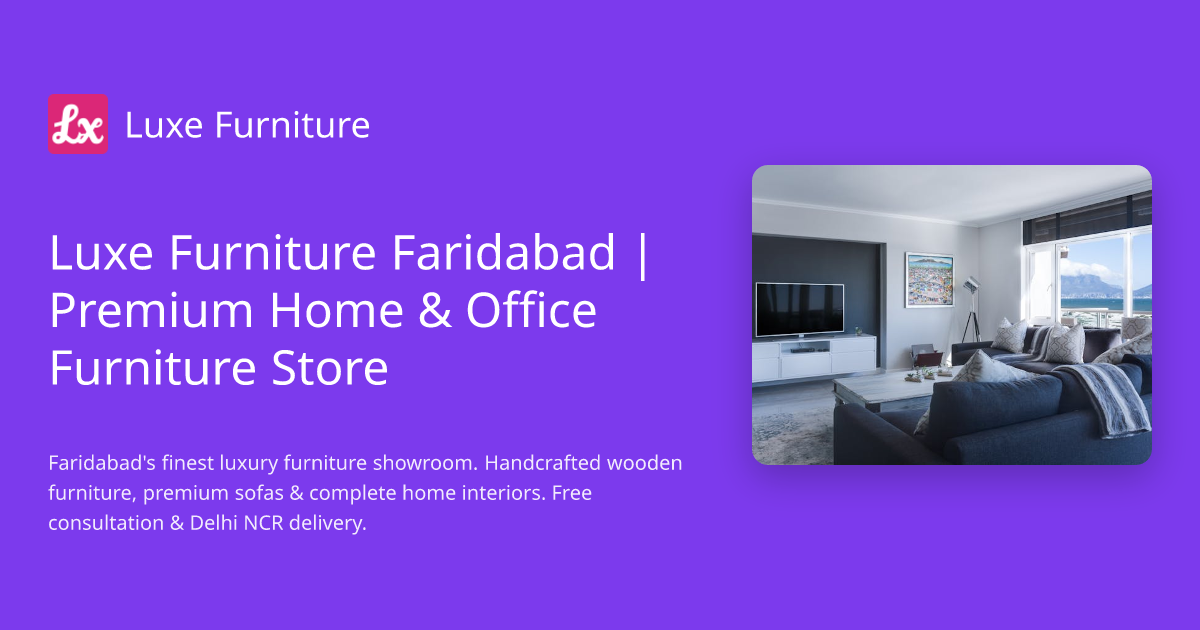 Lx
Luxe Furniture
Luxe Furniture Faridabad |
Premium Home & Office
Furniture Store
Faridabad's finest luxury furniture showroom. Handcrafted wooden
furniture, premium sofas & complete home interiors. Free
consultation & Delhi NCR delivery.